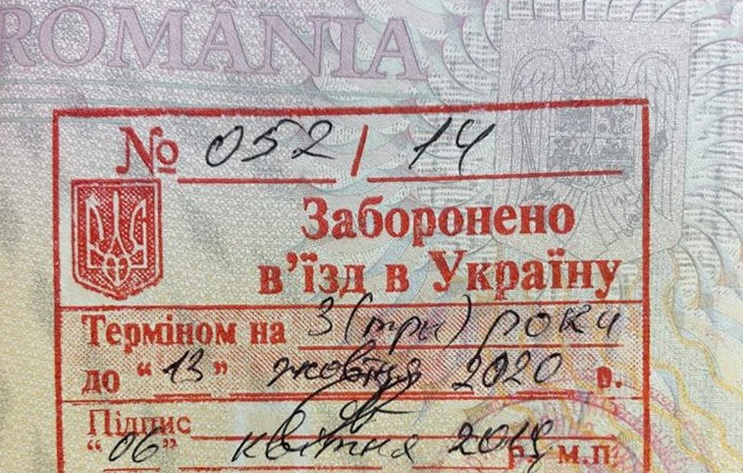 ROMÂNIA
№ 052 / 14
Заборонено
в'їзд в Україну
Терміном на 3 (три) роки
до "13" жовтня 2020 р.
Підпис
"06" квітня 2019 р. м.п.